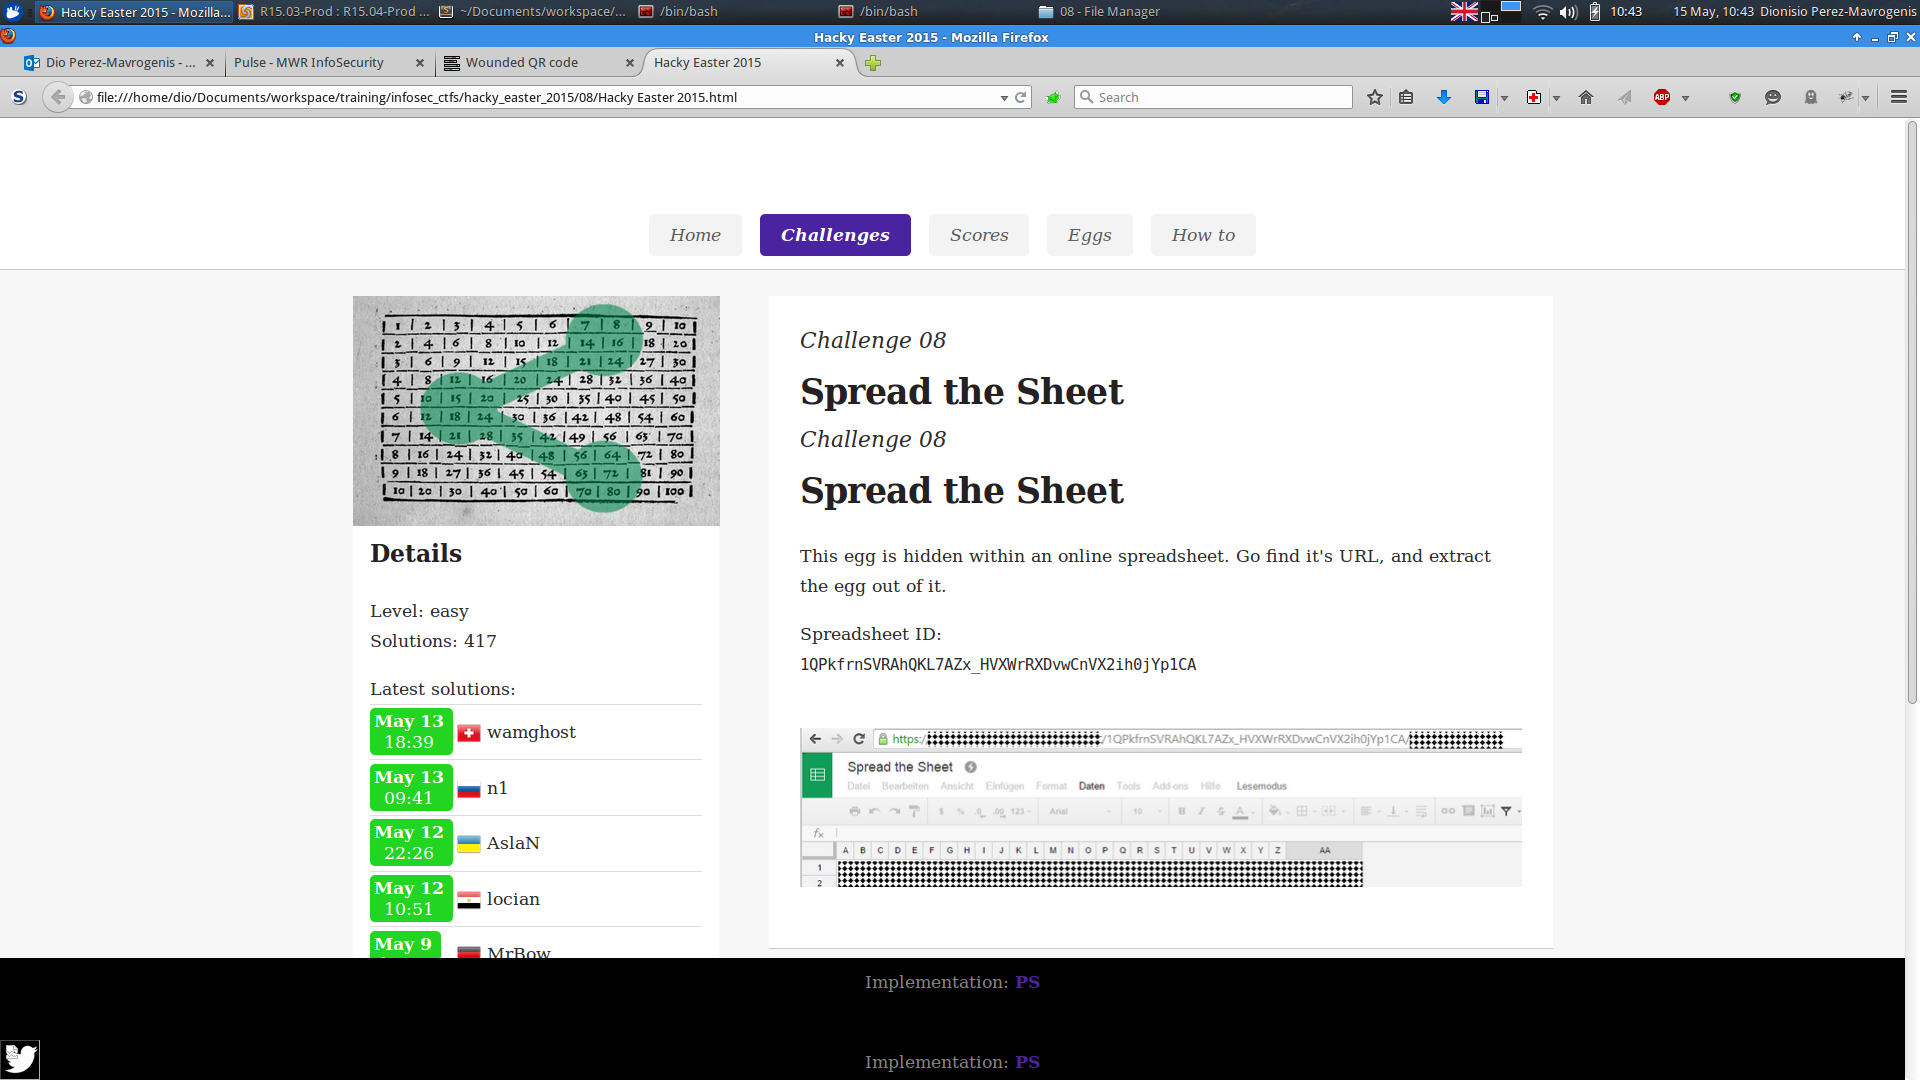 Hacky Easter 2015 - Mozilla...
R15.03-Prod : R15.04-Prod ...
~/Documents/workspace/...
/bin/bash
/bin/bash
08 - File Manager
10:43
15 May, 10:43 Dionisio Perez-Mavrogenis
Hacky Easter 2015 - Mozilla Firefox
Dio Perez-Mavrogenis - ...
Pulse - MWR InfoSecurity
Wounded QR code
Hacky Easter 2015
file:///home/dio/Documents/workspace/training/infosec_ctfs/hacky_easter_2015/08/Hacky Easter 2015.html
Search
ABP
Home
Challenges
Scores
Eggs
How to
1 2 3 4 5 6 7 8 9 10
2 4 6 8 10 12 14 16 18 20
3 6 9 12 15 18 21 24 27 30
4 8 12 16 20 24 28 32 36 40
5 10 15 20 25 30 35 40 45 50
6 12 18 24 30 36 42 48 54 60
7 14 21 28 35 42 49 56 63 70
8 16 24 32 40 48 56 64 72 80
9 18 27 36 45 54 63 72 81 90
10 20 30 40 50 60 70 80 90 100
Details
Level: easy
Solutions: 417
Latest solutions:
May 13
18:39
wamghost
May 13
09:41
n1
May 12
22:26
AslaN
May 12
10:51
locian
May 9
MrBow
Challenge 08
Spread the Sheet
Challenge 08
Spread the Sheet
This egg is hidden within an online spreadsheet. Go find it's URL, and extract
the egg out of it.
Spreadsheet ID:
1QPkfrnSVRAhQKL7AZx_HVXWrRXDvwCnVX2ih0jYp1CA
https:/ /1QPkfrnSVRAhQKL7AZx_HVXWrRXDvwCnVX2ih0jYp1CA/
Spread the Sheet
Datei Bearbeiten Ansicht Einfügen Format Daten Tools Add-ons Hilfe Lesemodus
$ % .0 .00 123 Arial 10 B I S A
fx
A B C D E F G H I J K L M N O P Q R S T U V W X Y Z AA
1
2
Implementation: PS
Implementation: PS